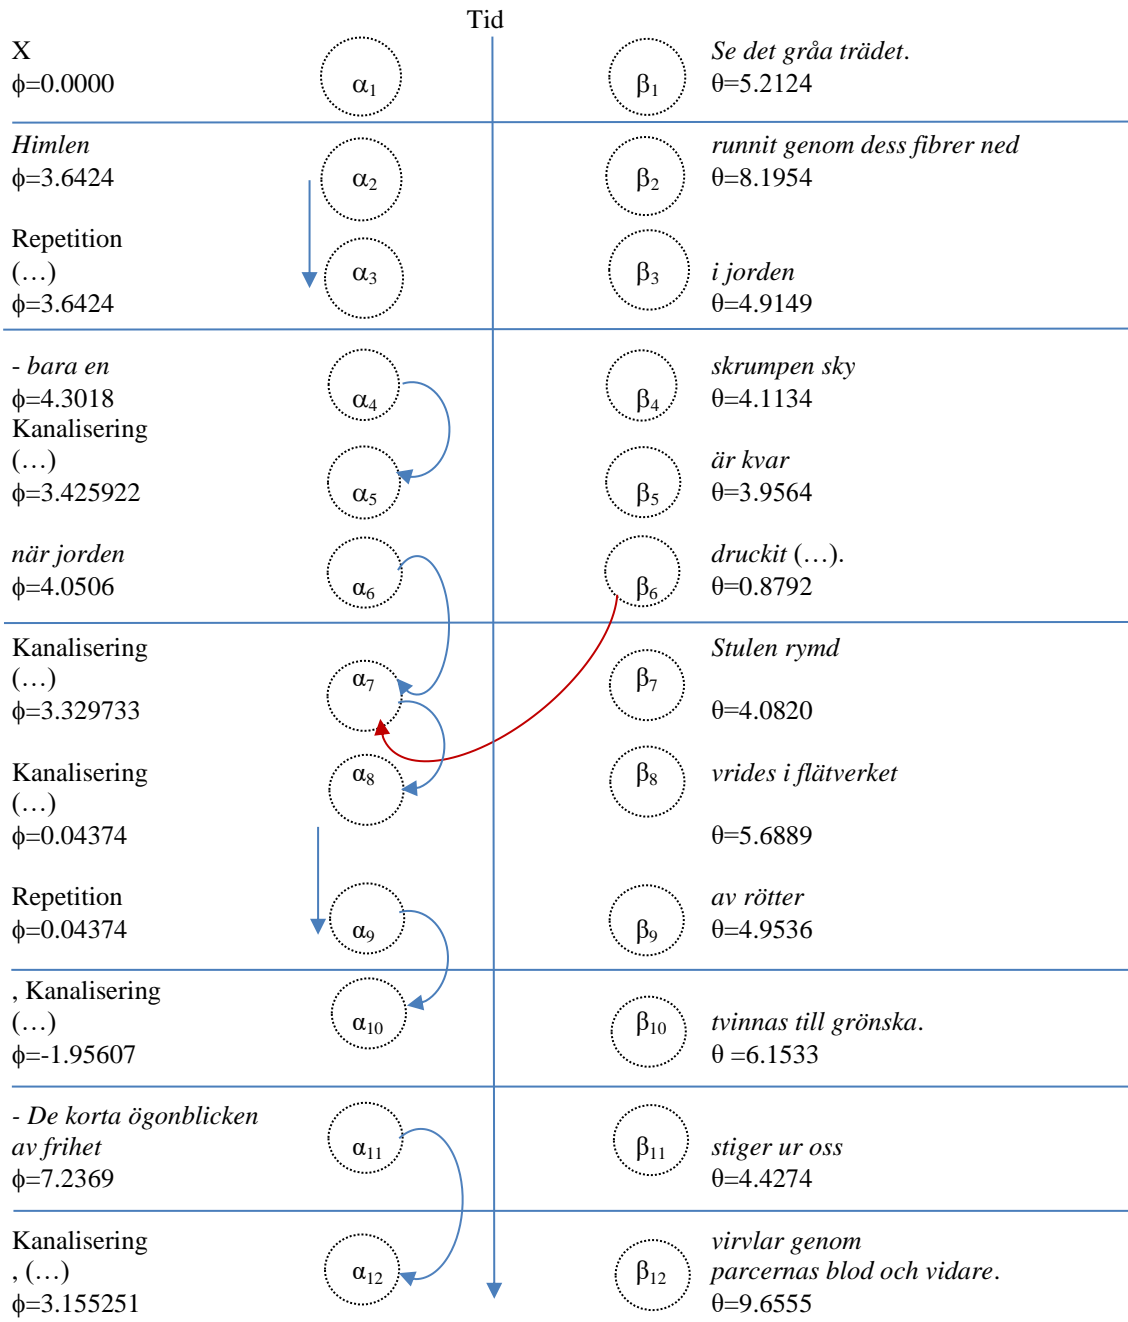 Tid
X
φ=0.0000
α1
β1
Se det gråa trädet.
θ=5.2124
Himlen
φ=3.6424
α2
β2
runnit genom dess fibrer ned
θ=8.1954
Repetition
(…)
φ=3.6424
α3
β3
i jorden
θ=4.9149
- bara en
φ=4.3018
α4
β4
skrumpen sky
θ=4.1134
Kanalisering
(…)
φ=3.425922
α5
β5
är kvar
θ=3.9564
när jorden
φ=4.0506
α6
β6
druckit (…).
θ=0.8792
Kanalisering
(…)
φ=3.329733
α7
β7
Stulen rymd
θ=4.0820
Kanalisering
(…)
φ=0.04374
α8
β8
vrides i flätverket
θ=5.6889
Repetition
φ=0.04374
α9
β9
av rötter
θ=4.9536
, Kanalisering
(…)
φ=-1.95607
α10
β10
tvinnas till grönska.
θ =6.1533
- De korta ögonblicken
av frihet
φ=7.2369
α11
β11
stiger ur oss
θ=4.4274
Kanalisering
, (…)
φ=3.155251
α12
β12
virvlar genom
parcernas blod och vidare.
θ=9.6555